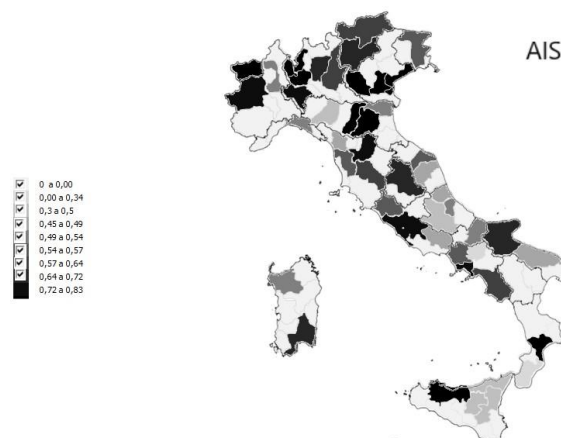 AIS
0 a 0,00
0,00 a 0,34
0,3 a 0,5
0,45 a 0,49
0,49 a 0,54
0,54 a 0,57
0,57 a 0,64
0,64 a 0,72
0,72 a 0,83